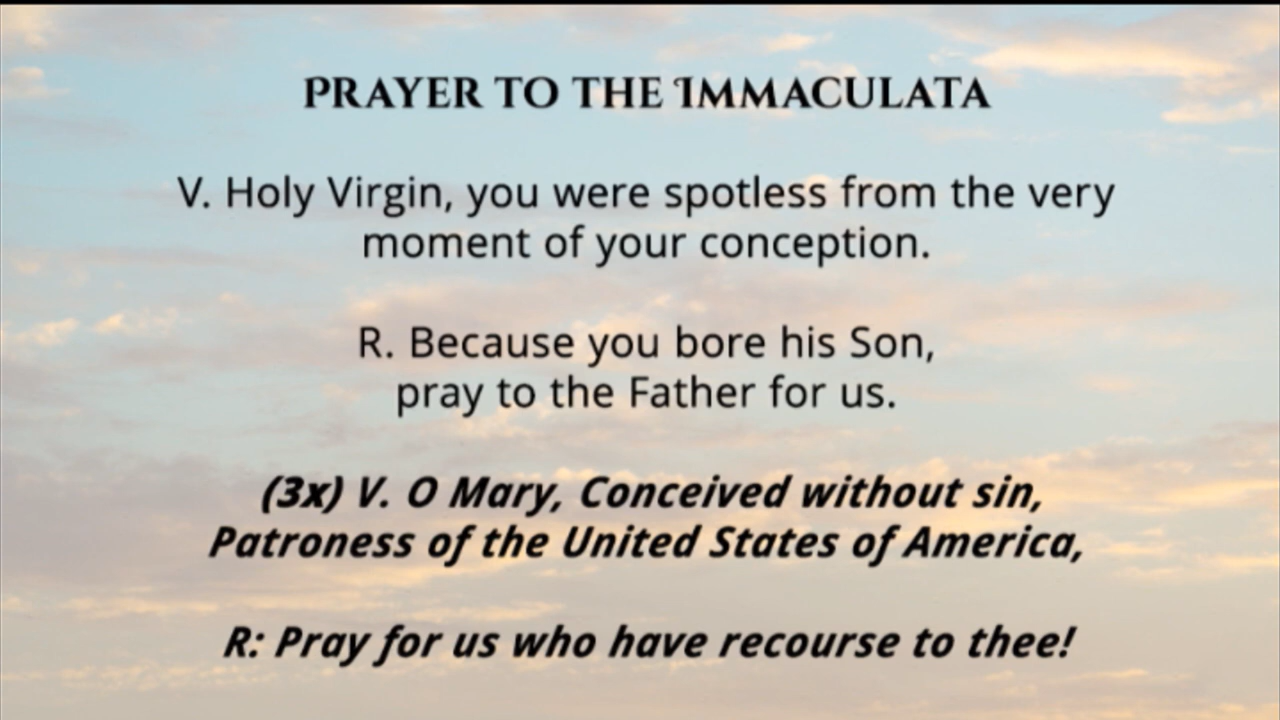 PRAYER TO THE IMMACULATA
V. Holy Virgin, you were spotless from the very
moment of your conception.
R. Because you bore his Son,
pray to the Father for us.
(3x) V. O Mary, Conceived without sin,
Patroness of the United States of America,
R: Pray for us who have recourse to thee!